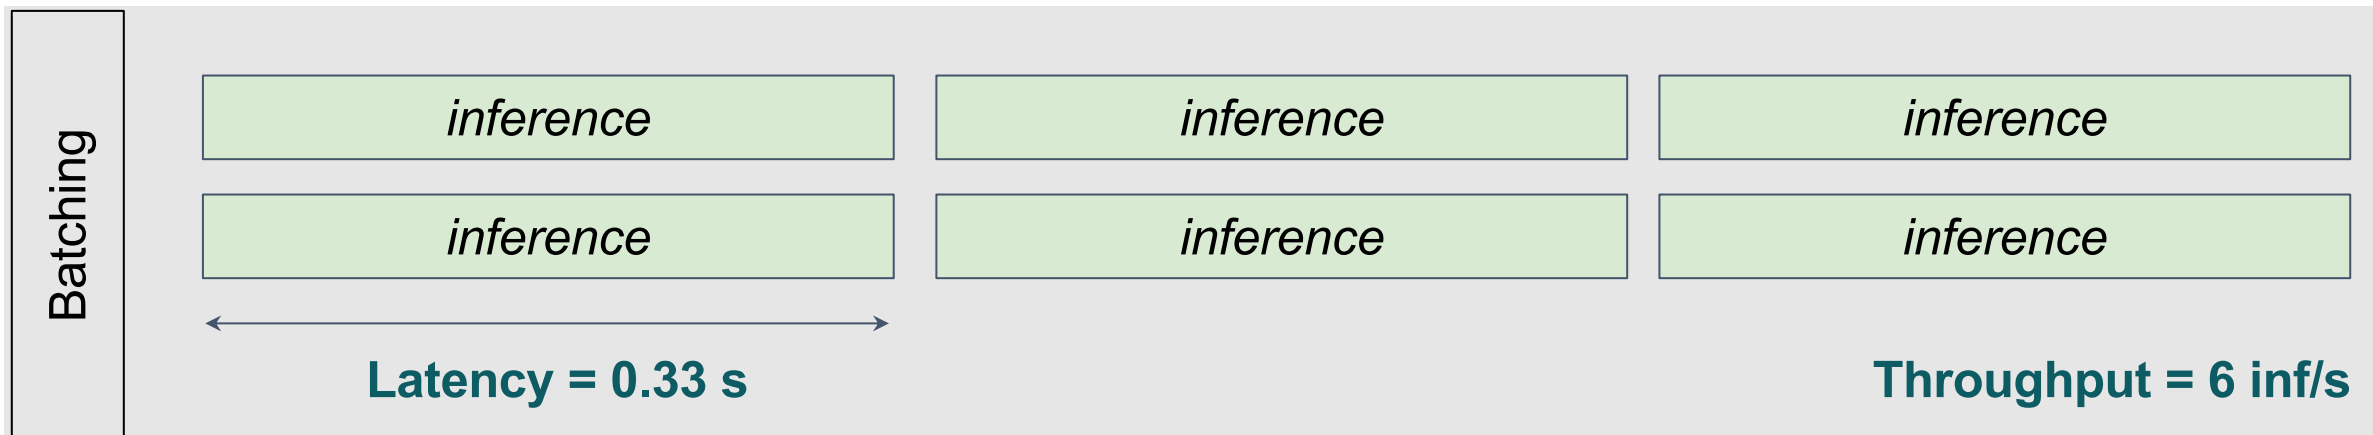 Batching
inference
inference
inference
inference
inference
inference
Latency = 0.33 s
Throughput = 6 inf/s